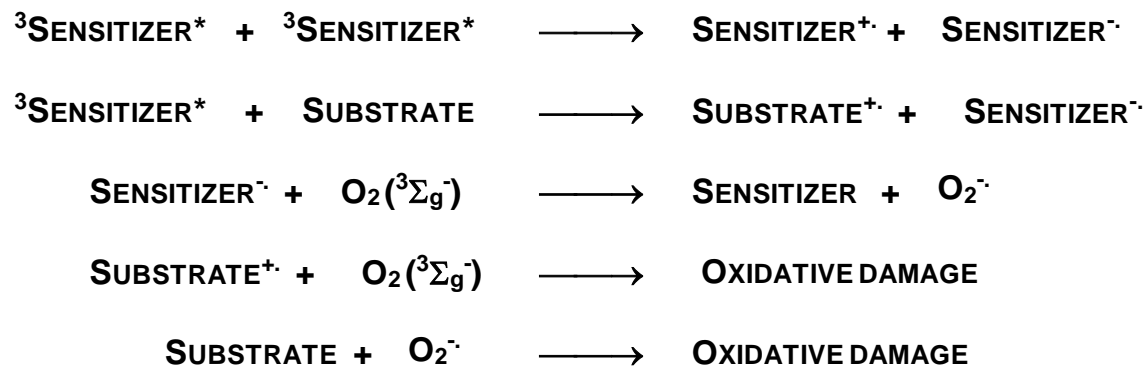 ³SENSITIZER* + ³SENSITIZER* ⟶ SENSITIZER⁺· + SENSITIZER⁻·
³SENSITIZER* + SUBSTRATE ⟶ SUBSTRATE⁺· + SENSITIZER⁻·
SENSITIZER⁻· + O₂(³Σg⁻) ⟶ SENSITIZER + O₂⁻·
SUBSTRATE⁺· + O₂(³Σg⁻) ⟶ OXIDATIVE DAMAGE
SUBSTRATE + O₂⁻· ⟶ OXIDATIVE DAMAGE